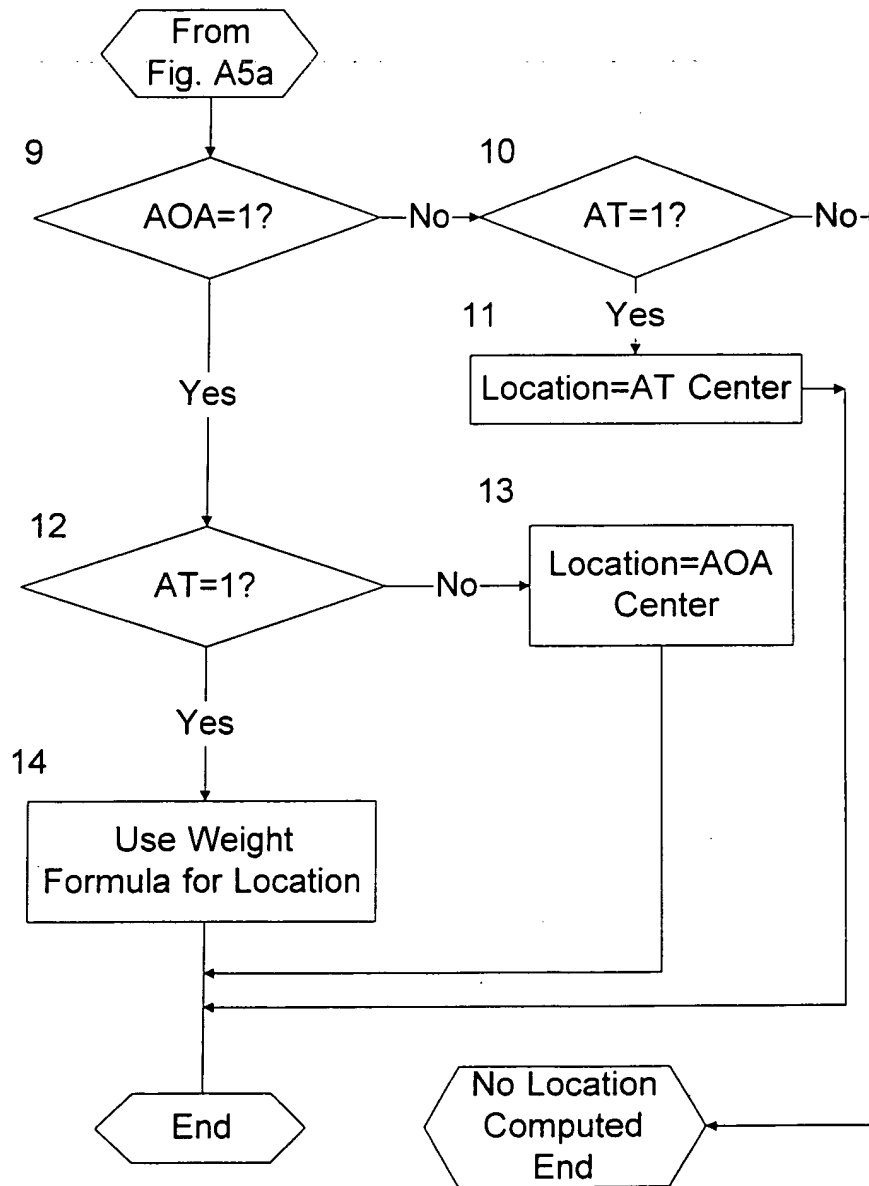 From
Fig. A5a
9
AOA=1?
No
10
AT=1?
No
11
Yes
Location=AT Center
Yes
12
AT=1?
No
13
Location=AOA
Center
Yes
14
Use Weight
Formula for Location
End
No Location
Computed
End